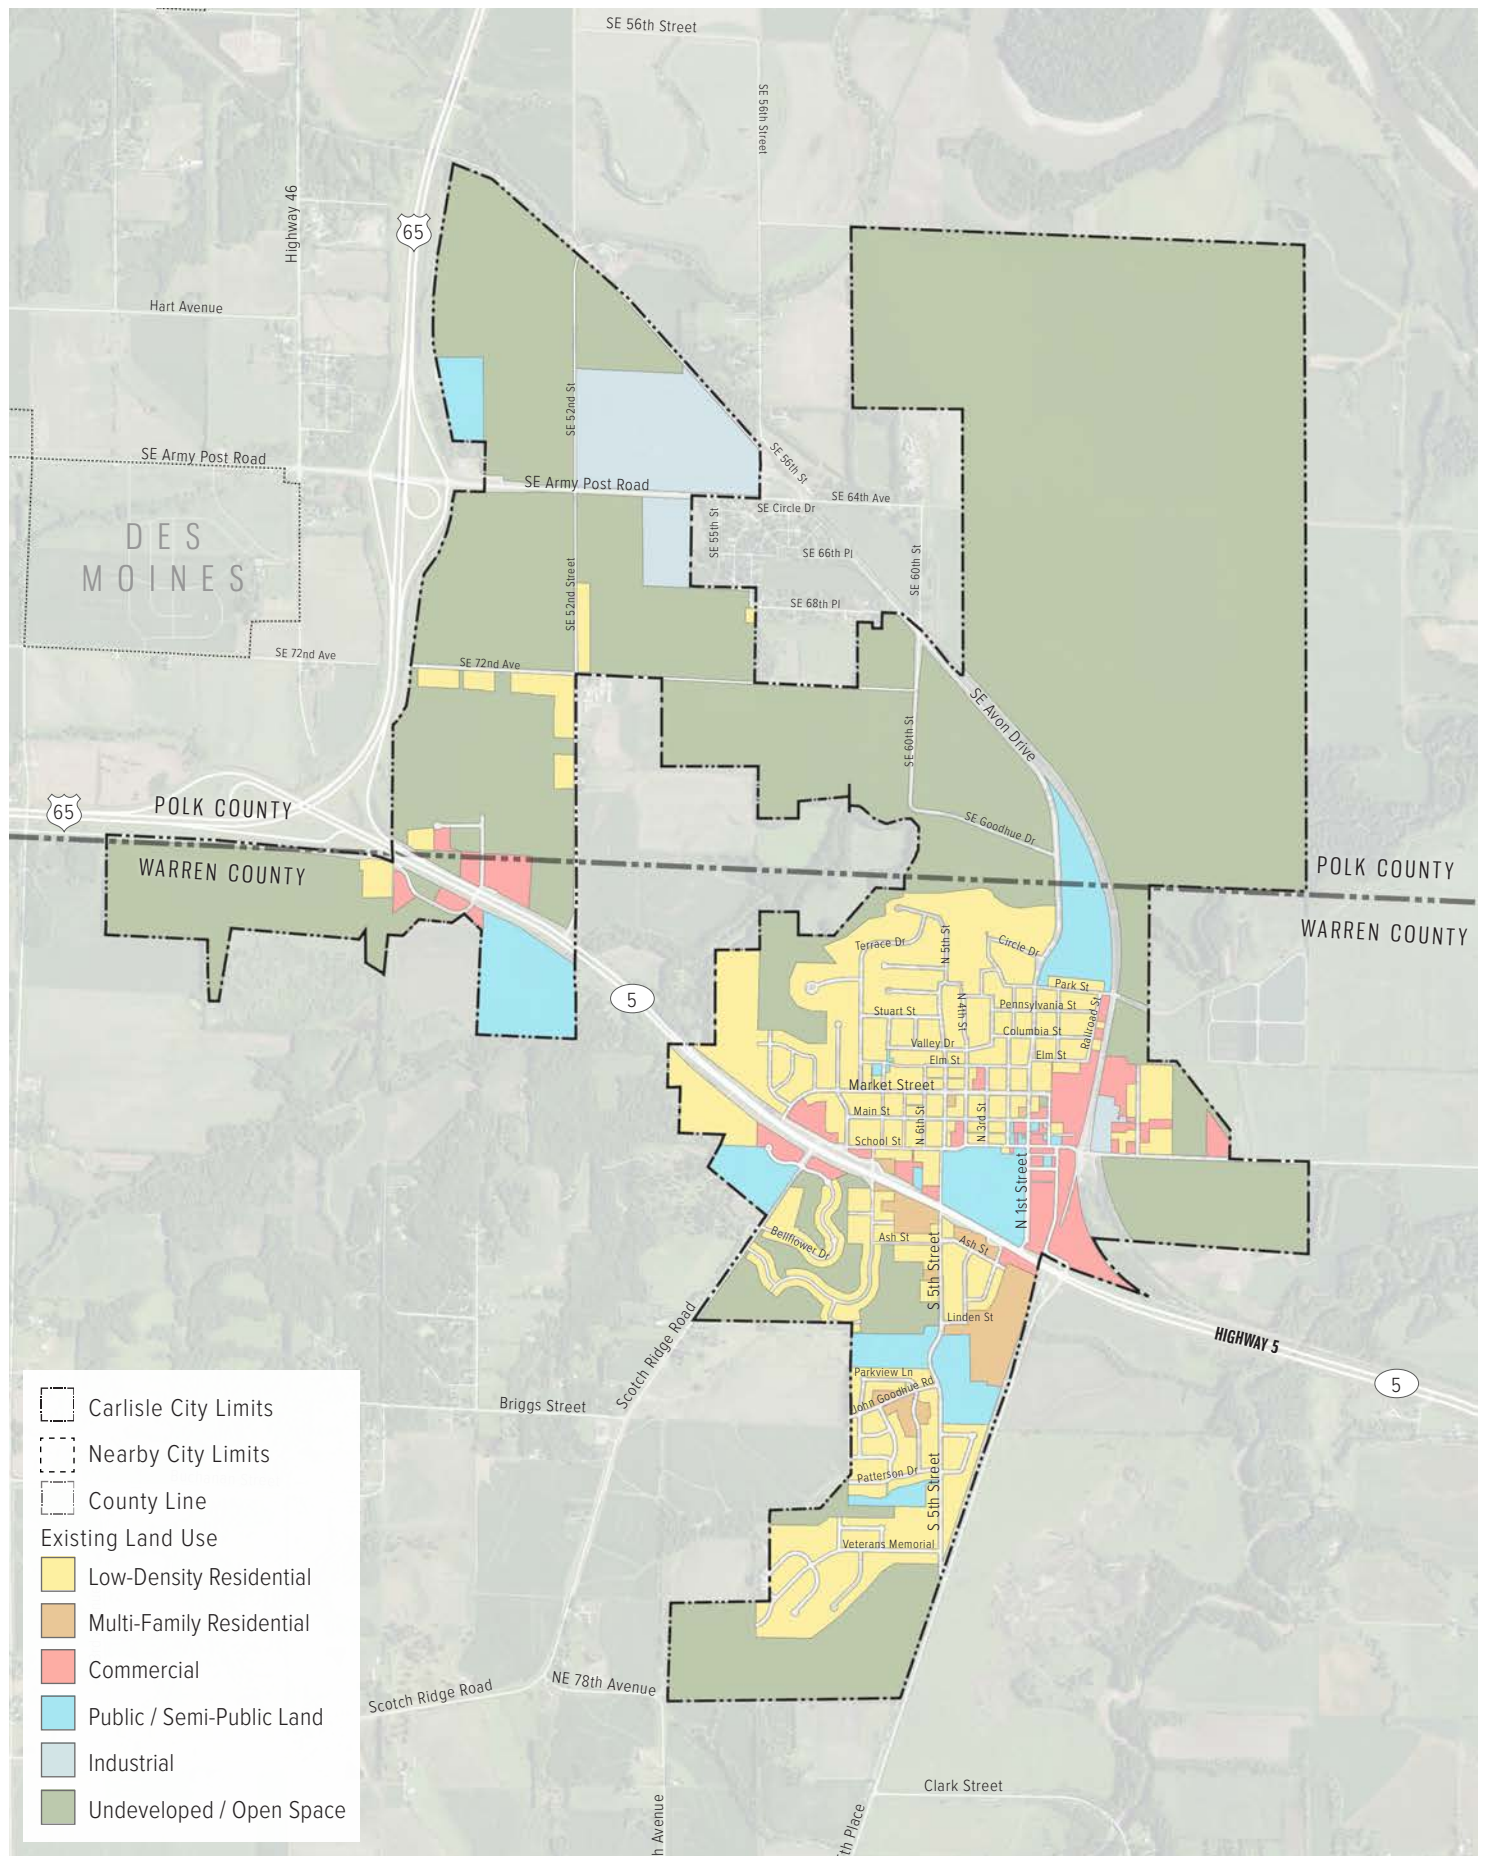 SE 56th Street
SE 56th Street
Highway 46
65
Hart Avenue
SE 52nd St
SE Army Post Road
SE Army Post Road
SE 56th St
SE 64th Ave
SE Circle Dr
SE 55th St
SE 66th Pl
SE 60th St
DES
MOINES
SE 52nd Street
SE 68th Pl
SE 72nd Ave
SE 72nd Ave
SE Avon Drive
SE 60th St
65
POLK COUNTY
WARREN COUNTY
SE Goodhue Dr
POLK COUNTY
WARREN COUNTY
Terrace Dr
N 5th St
Circle Dr
Park St
5
N 4th St
Pennsylvania St
Railroad St
Stuart St
Columbia St
Valley Dr
Elm St
Elm St
Market Street
Main St
N 6th St
N 3rd St
School St
N 1st Street
Bellflower Dr
Ash St
Ash St
S 5th Street
Linden St
HIGHWAY 5
5
Scotch Ridge Road
Parkview Ln
John Goodhue Rd
Briggs Street
Patterson Dr
S 5th Street
Veterans Memorial
NE 78th Avenue
Scotch Ridge Road
Clark Street
h Avenue
th Place
Carlisle City Limits
Nearby City Limits
County Line
Existing Land Use
Low-Density Residential
Multi-Family Residential
Commercial
Public / Semi-Public Land
Industrial
Undeveloped / Open Space